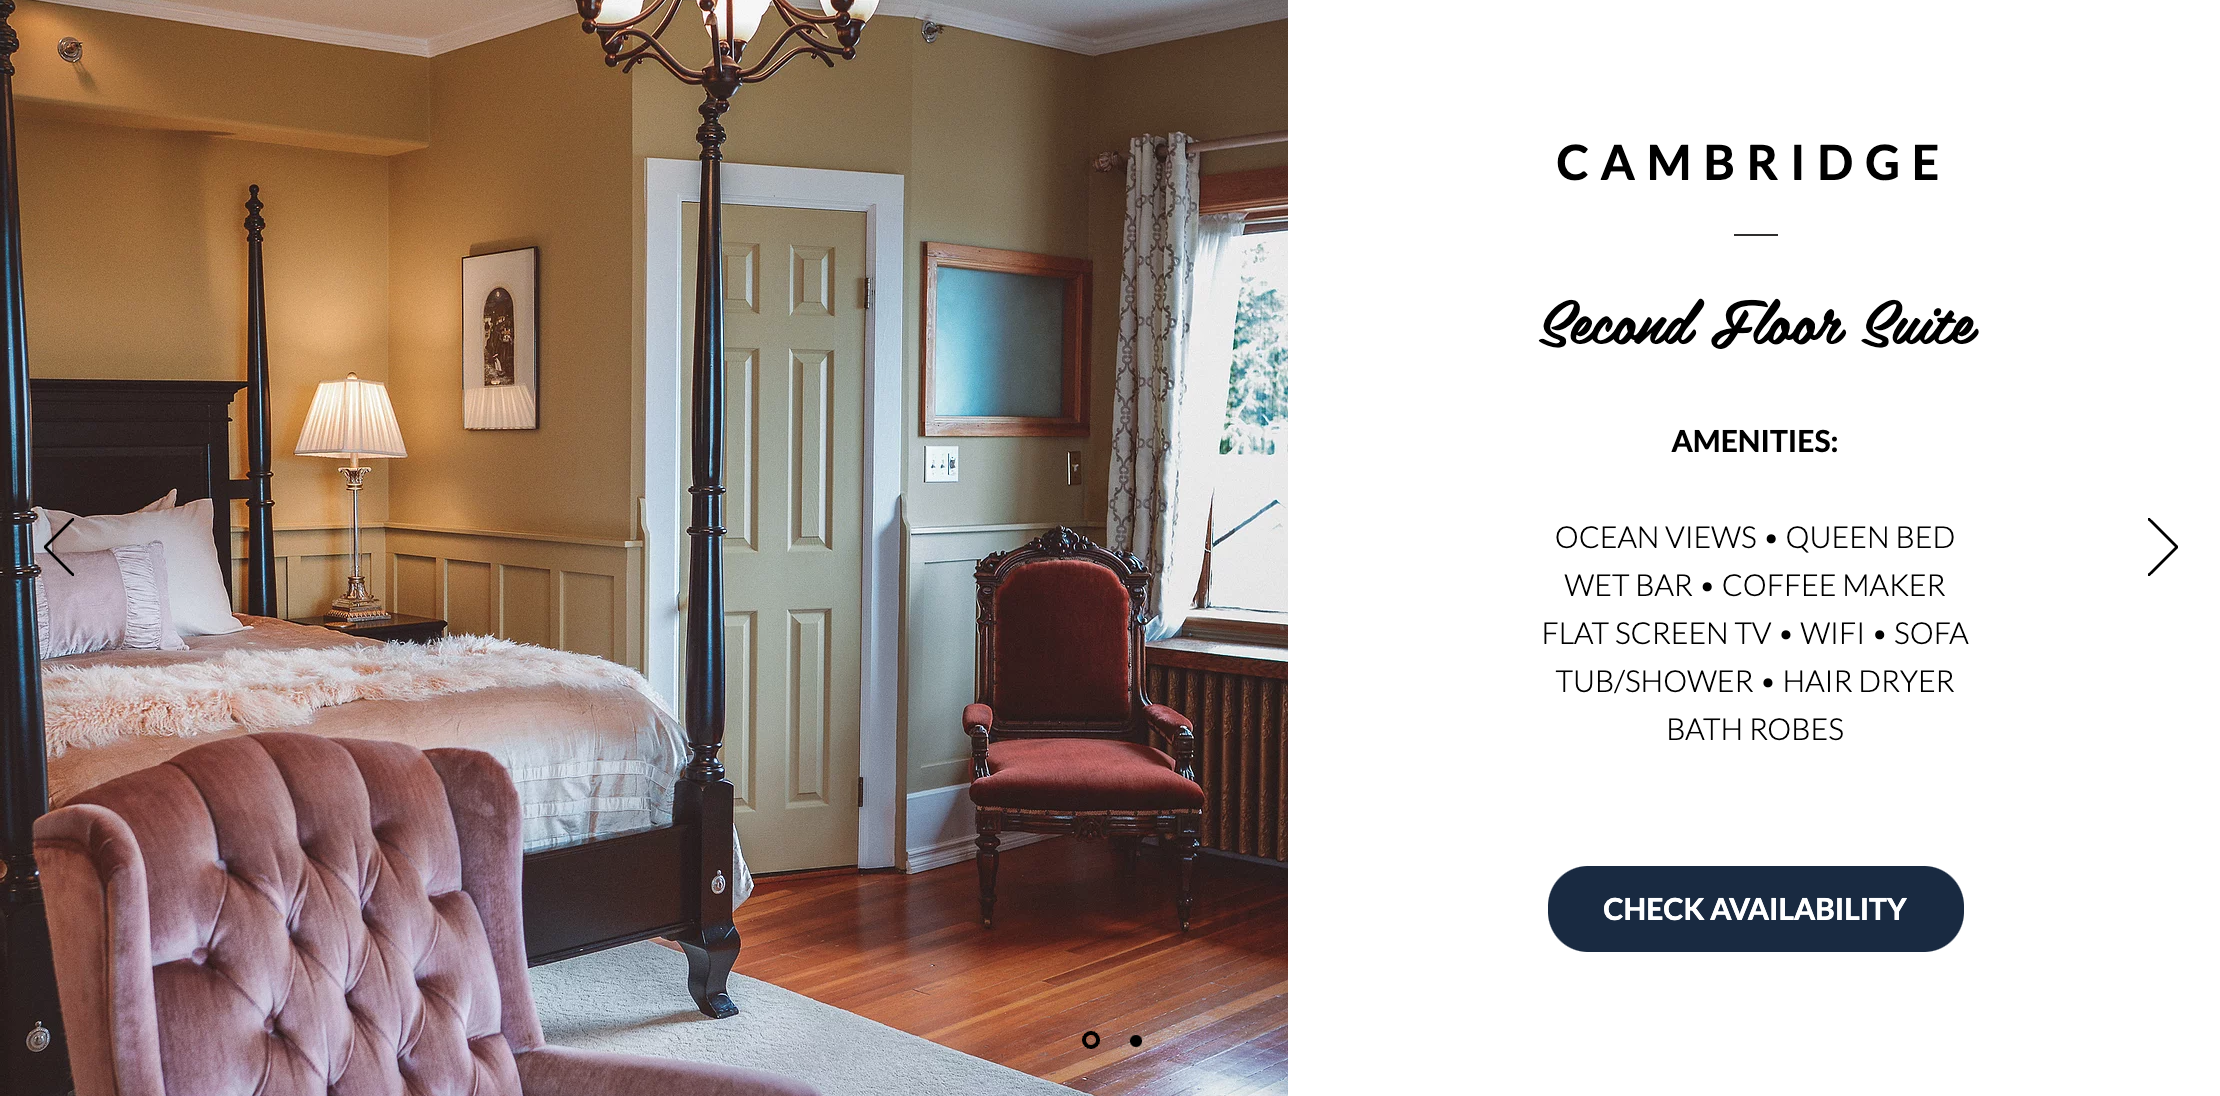 CAMBRIDGE
Second Floor Suite
AMENITIES:
OCEAN VIEWS • QUEEN BED
WET BAR • COFFEE MAKER
FLAT SCREEN TV • WIFI • SOFA
TUB/SHOWER • HAIR DRYER
BATH ROBES
CHECK AVAILABILITY